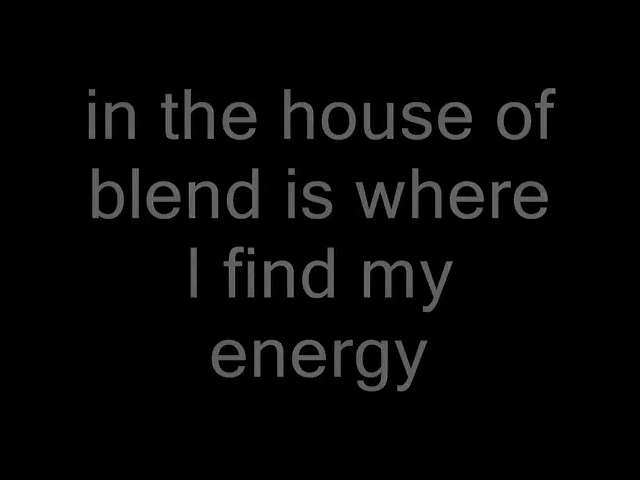 in the house of
blend is where
I find my
energy